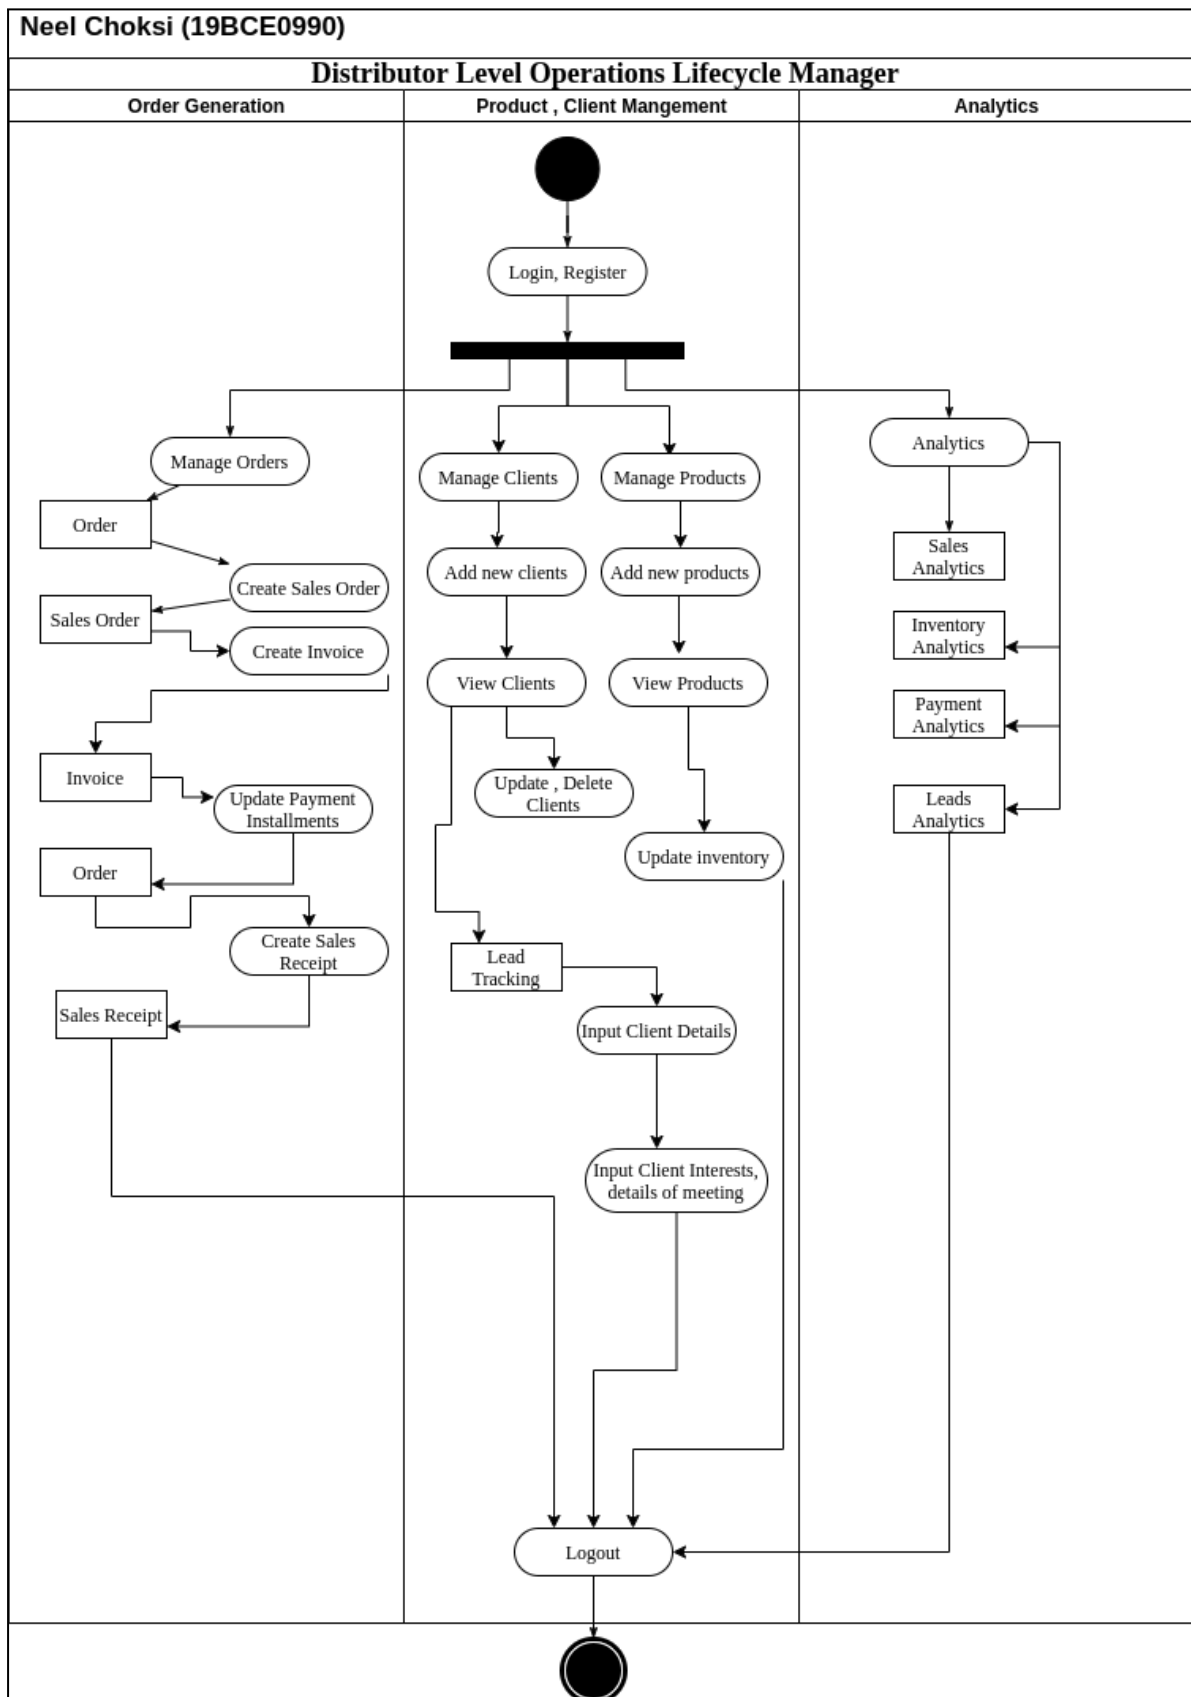 Neel Choksi (19BCE0990)
Distributor Level Operations Lifecycle Manager
Order Generation
Product , Client Mangement
Analytics
Login, Register
Manage Orders
Order
Create Sales Order
Sales Order
Create Invoice
Invoice
Update Payment
Installments
Order
Create Sales
Receipt
Sales Receipt
Manage Clients
Manage Products
Add new clients
Add new products
View Clients
View Products
Update , Delete
Clients
Update inventory
Lead
Tracking
Input Client Details
Input Client Interests,
details of meeting
Analytics
Sales
Analytics
Inventory
Analytics
Payment
Analytics
Leads
Analytics
Logout